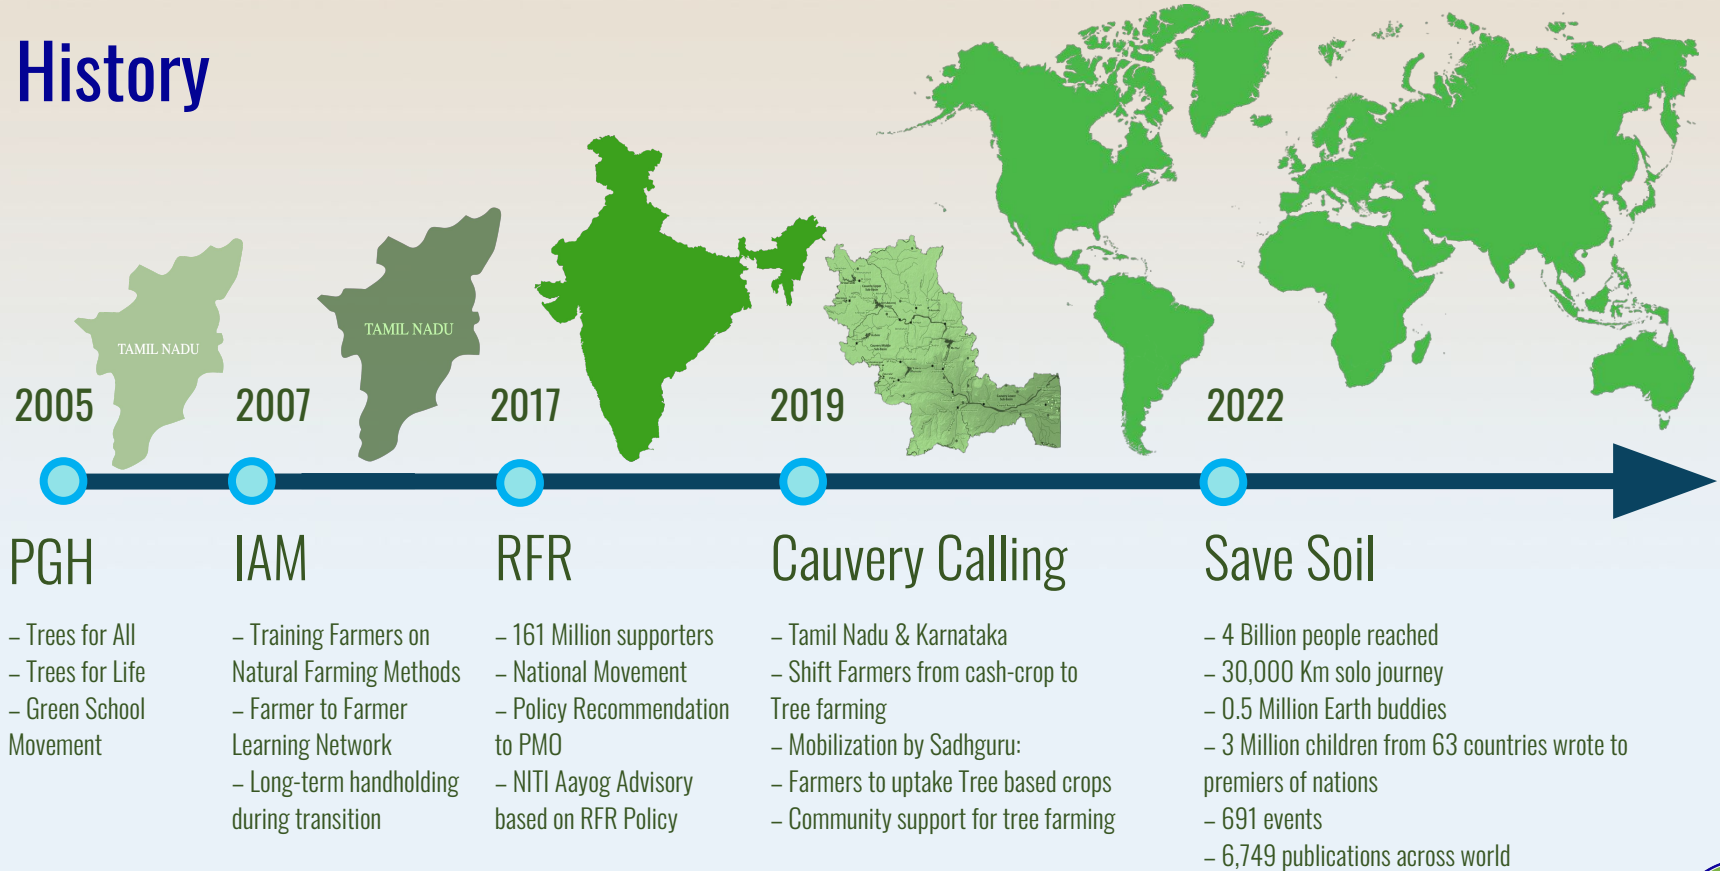 History
TAMIL NADU
TAMIL NADU
2005
2007
2017
2019
2022
PGH
– Trees for All
– Trees for Life
– Green School
Movement
IAM
– Training Farmers on
Natural Farming Methods
– Farmer to Farmer
Learning Network
– Long-term handholding
during transition
RFR
– 161 Million supporters
– National Movement
– Policy Recommendation
to PMO
– NITI Aayog Advisory
based on RFR Policy
Cauvery Calling
– Tamil Nadu & Karnataka
– Shift Farmers from cash-crop to
Tree farming
– Mobilization by Sadhguru:
– Farmers to uptake Tree based crops
– Community support for tree farming
Save Soil
– 4 Billion people reached
– 30,000 Km solo journey
– 0.5 Million Earth buddies
– 3 Million children from 63 countries wrote to
premiers of nations
– 691 events
– 6,749 publications across world